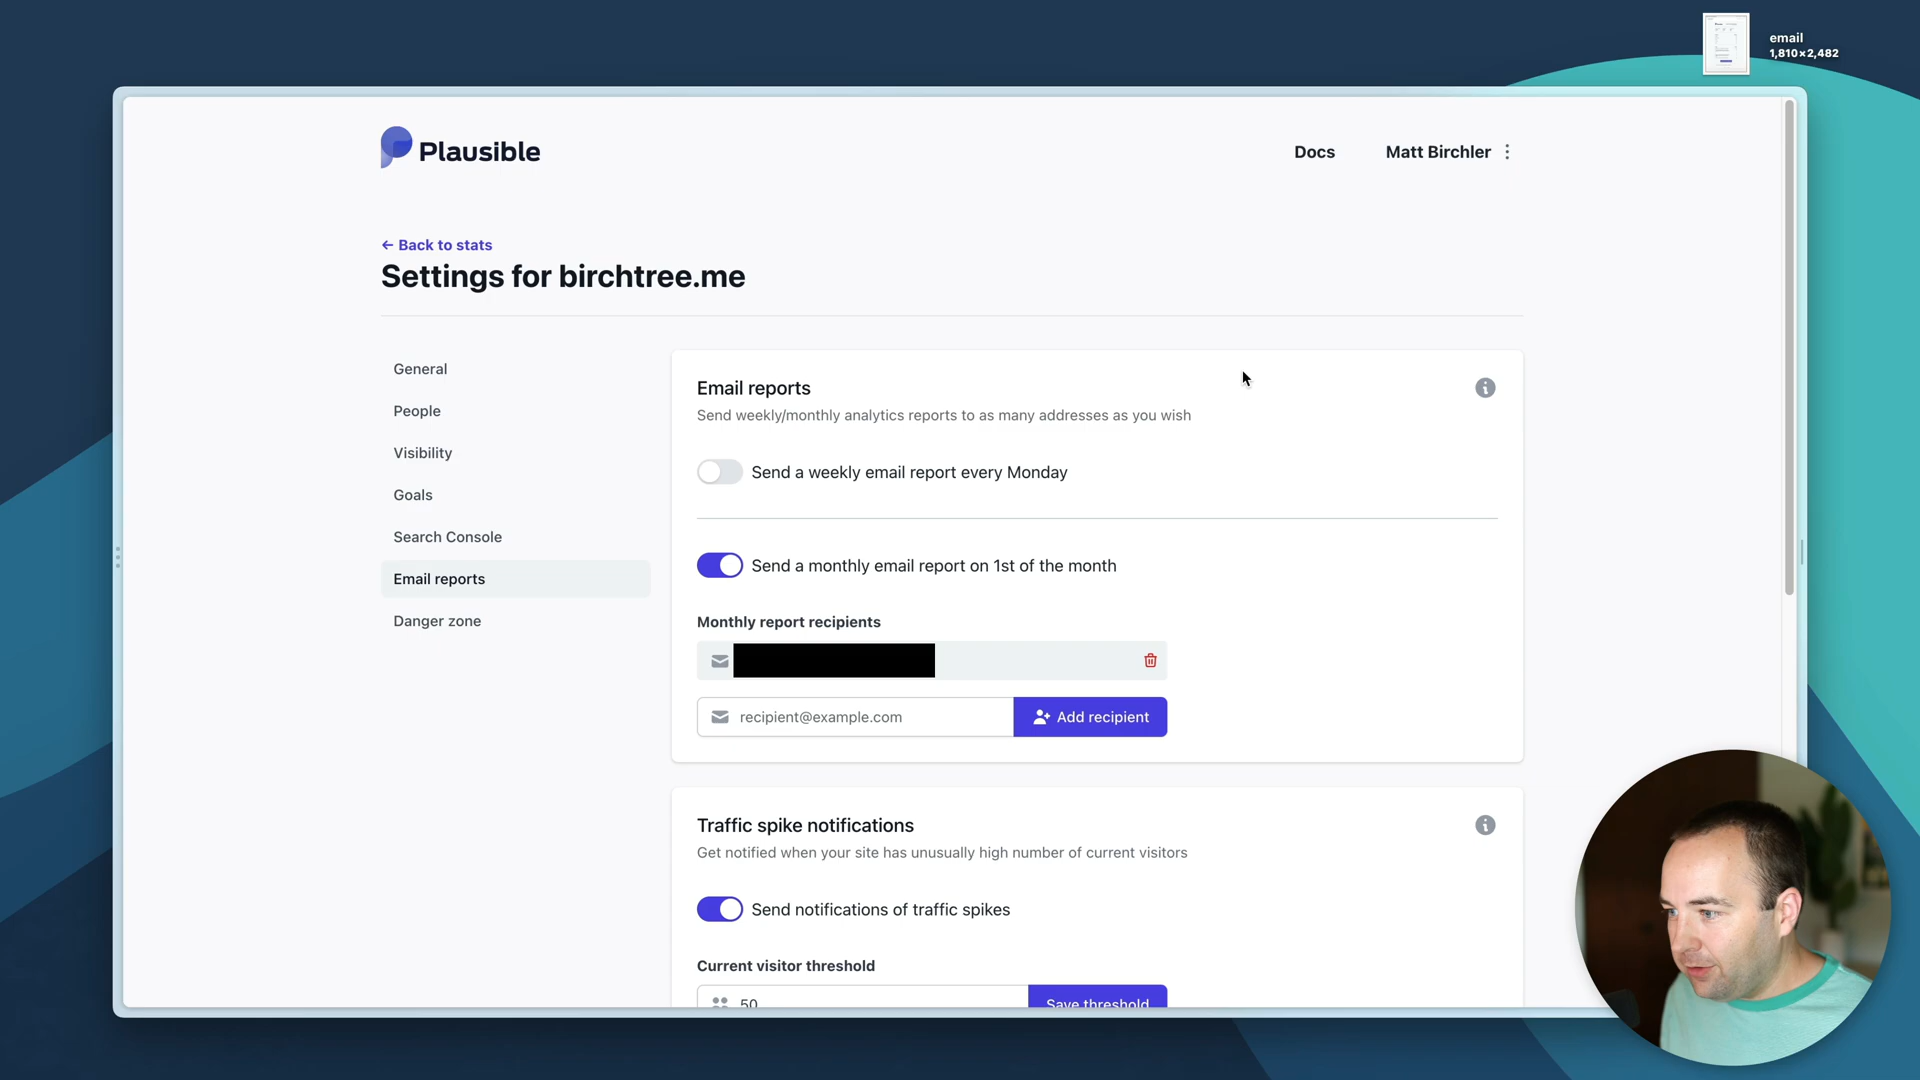 email
1,810×2,482
Plausible
Docs
Matt Birchler
← Back to stats
Settings for birchtree.me
General
People
Visibility
Goals
Search Console
Email reports
Danger zone
Email reports
Send weekly/monthly analytics reports to as many addresses as you wish
Send a weekly email report every Monday
Send a monthly email report on 1st of the month
Monthly report recipients
recipient@example.com
Add recipient
Traffic spike notifications
Get notified when your site has unusually high number of current visitors
Send notifications of traffic spikes
Current visitor threshold
50
Save threshold